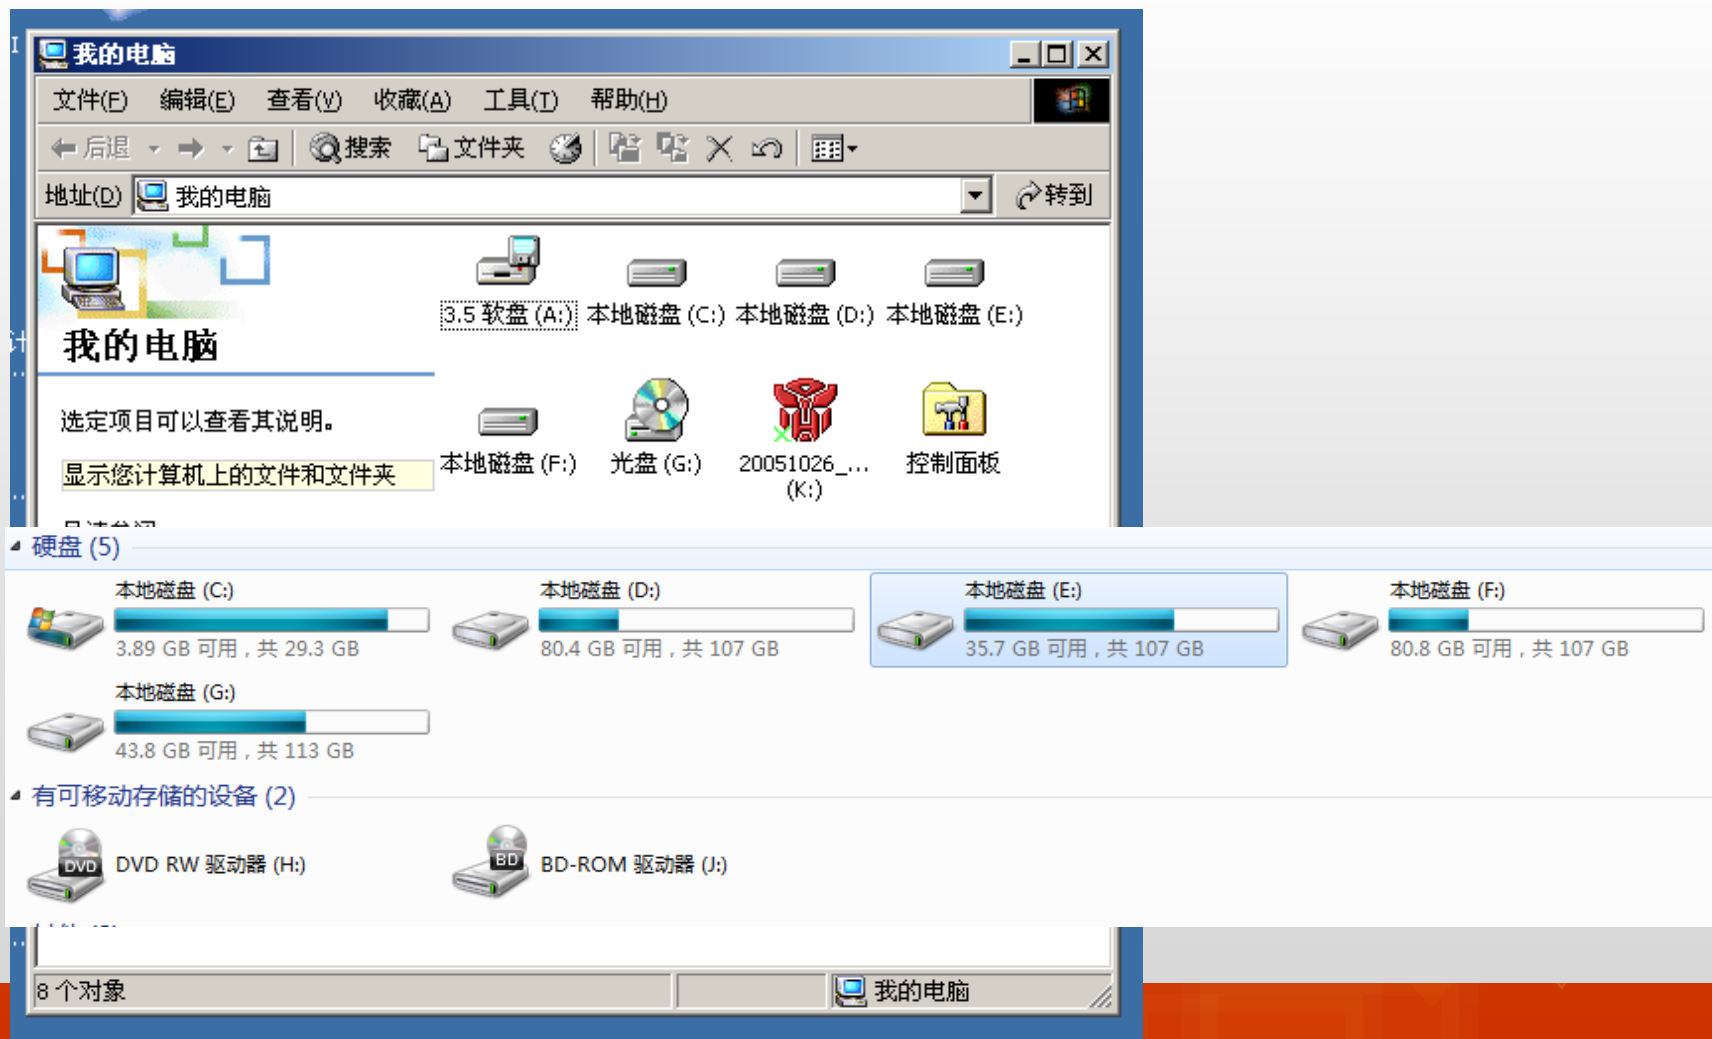 我的电脑
文件(F) 编辑(E) 查看(V) 收藏(A) 工具(T) 帮助(H)
后退 搜索 文件夹
地址(D) 我的电脑 转到
3.5 软盘 (A:) 本地磁盘 (C:) 本地磁盘 (D:) 本地磁盘 (E:)
我的电脑
选定项目可以查看其说明。
显示您计算机上的文件和文件夹
本地磁盘 (F:) 光盘 (G:) 20051026_... (K:) 控制面板
硬盘 (5)
本地磁盘 (C:) 本地磁盘 (D:) 本地磁盘 (E:) 本地磁盘 (F:)
3.89 GB 可用，共 29.3 GB 80.4 GB 可用，共 107 GB 35.7 GB 可用，共 107 GB 80.8 GB 可用，共 107 GB
本地磁盘 (G:)
43.8 GB 可用，共 113 GB
有可移动存储的设备 (2)
DVD DVD RW 驱动器 (H:) BD BD-ROM 驱动器 (J:)
8 个对象 我的电脑